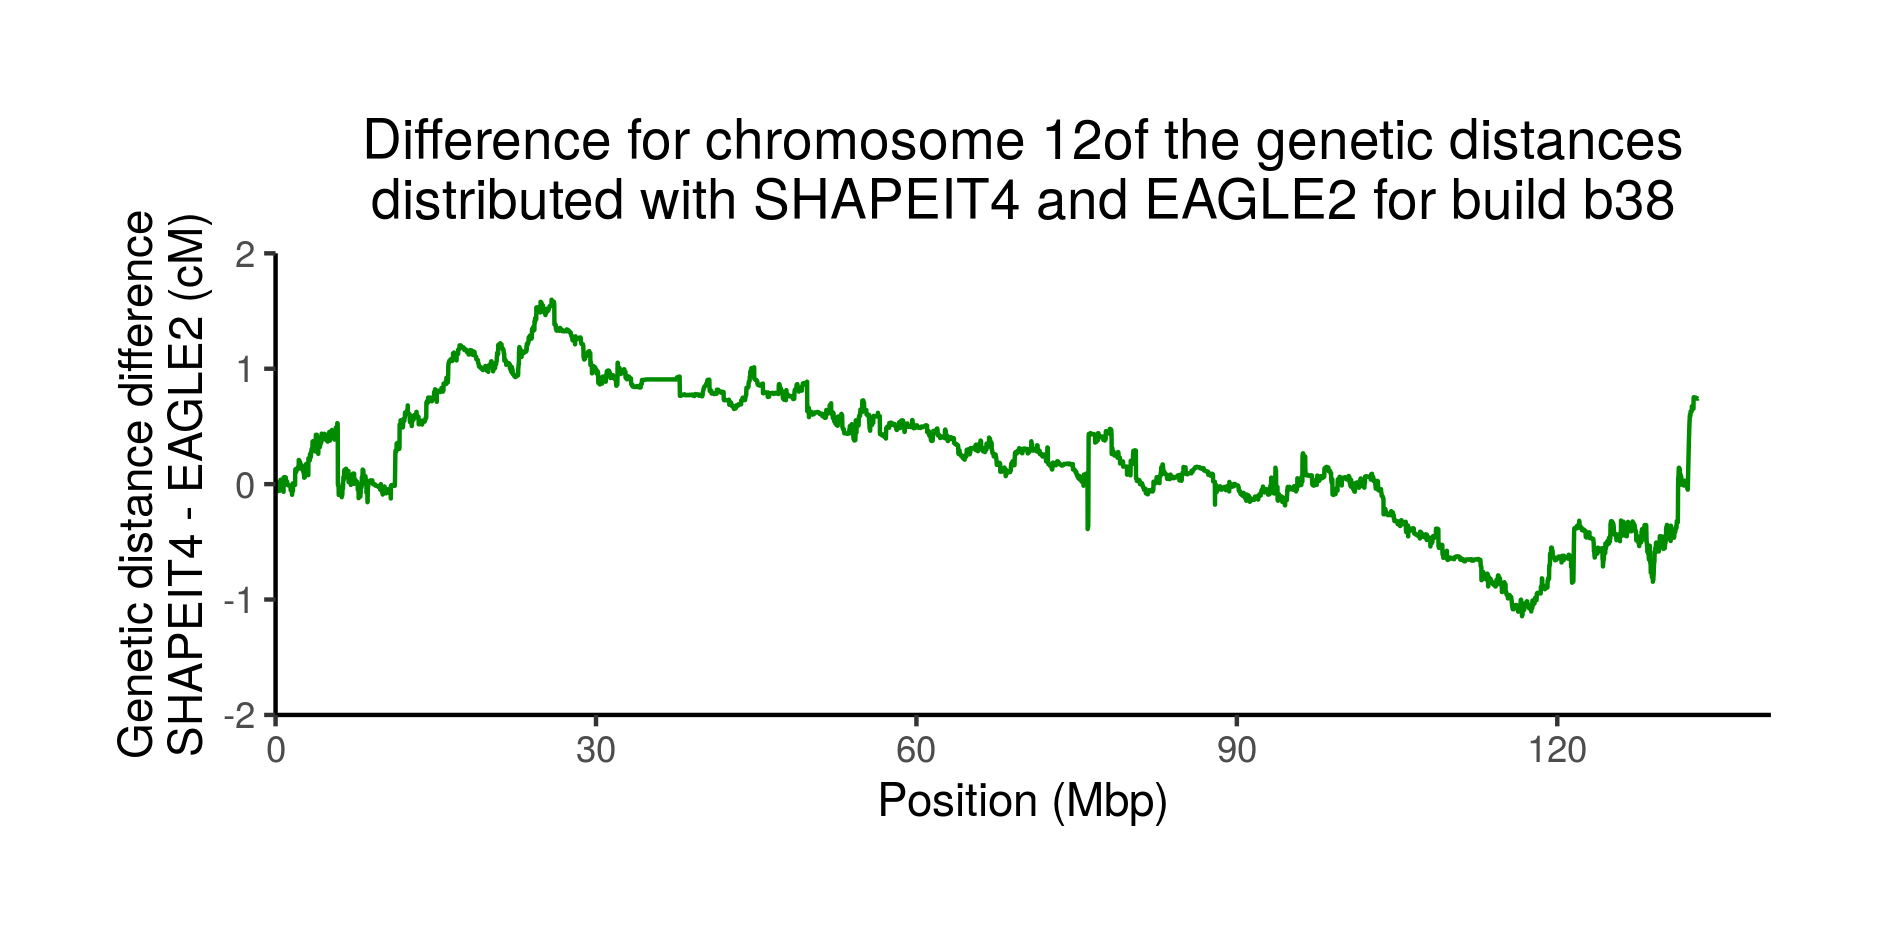 Difference for chromosome 12of the genetic distances
distributed with SHAPEIT4 and EAGLE2 for build b38
Genetic distance difference
SHAPEIT4 - EAGLE2 (cM)
2
1
0
-1
-2
0
30
60
90
120
Position (Mbp)